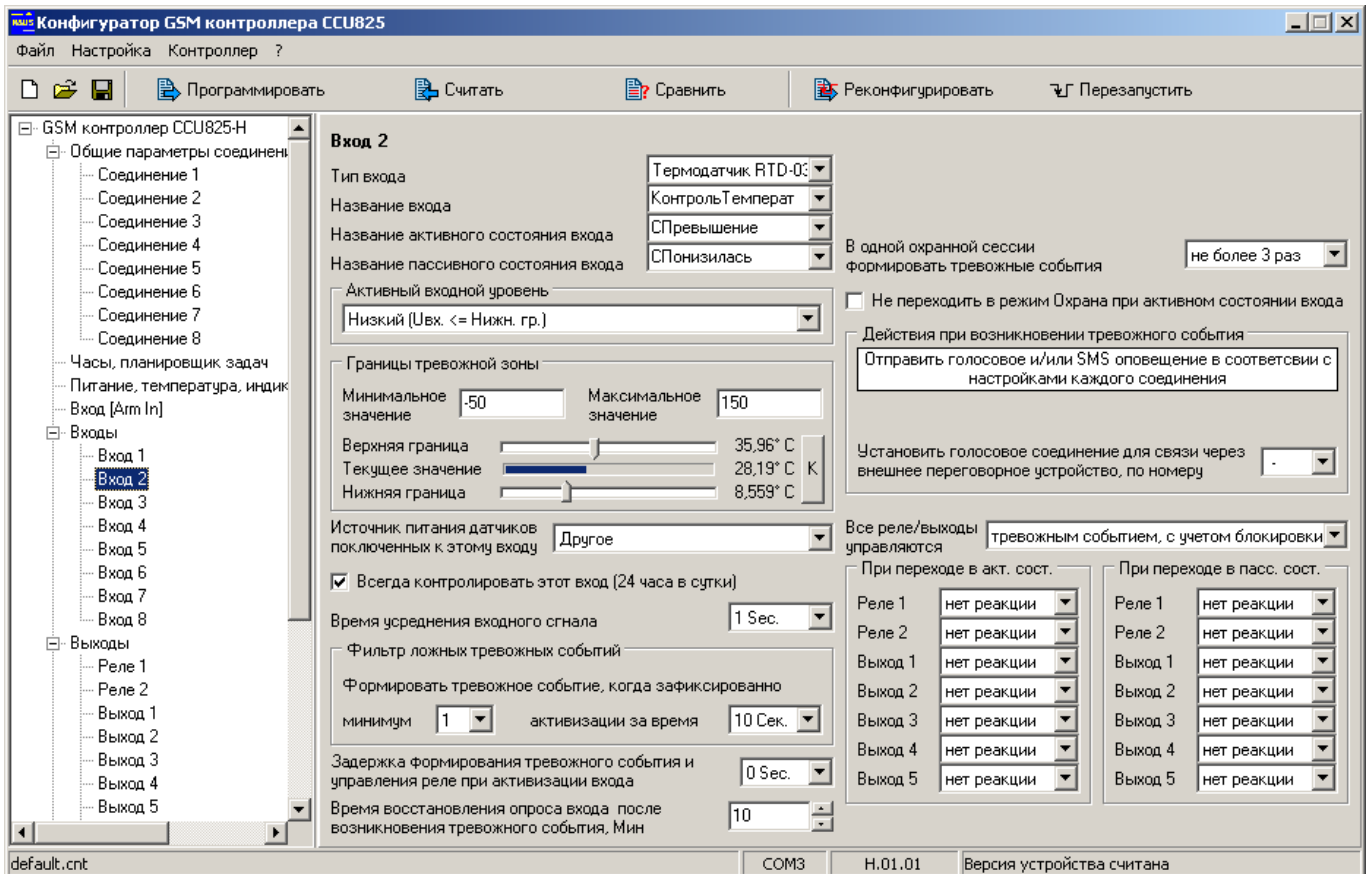 Конфигуратор GSM контроллера CCU825
Файл Настройка Контроллер ?
Программировать Считать Сравнить Реконфигурировать Перезапустить
GSM контроллер CCU825-H
Общие параметры соединени
Соединение 1
Соединение 2
Соединение 3
Соединение 4
Соединение 5
Соединение 6
Соединение 7
Соединение 8
Часы, планировщик задач
Питание, температура, индик
Вход [Arm In]
Входы
Вход 1
Вход 2
Вход 3
Вход 4
Вход 5
Вход 6
Вход 7
Вход 8
Выходы
Реле 1
Реле 2
Выход 1
Выход 2
Выход 3
Выход 4
Выход 5
Вход 2
Тип входа Термодатчик RTD-03
Название входа КонтрольТемперат
Название активного состояния входа СПревышение
Название пассивного состояния входа СПонизилась
Активный входной уровень
Низкий (Uвх. <= Нижн. гр.)
Границы тревожной зоны
Минимальное значение -50 Максимальное значение 150
Верхняя граница 35,96° C
Текущее значение 28,19° C K
Нижняя граница 8,559° C
Источник питания датчиков
поключенных к этому входу Другое
Всегда контролировать этот вход (24 часа в сутки)
Время усреднения входного сгнала 1 Sec.
Фильтр ложных тревожных событий
Формировать тревожное событие, когда зафиксированно
минимум 1 активизации за время 10 Сек.
Задержка формирования тревожного события и
управления реле при активизации входа 0 Sec.
Время восстановления опроса входа после
возникновения тревожного события, Мин 10
В одной охранной сессии
формировать тревожные события не более 3 раз
Не переходить в режим Охрана при активном состоянии входа
Действия при возникновении тревожного события
Отправить голосовое и/или SMS оповещение в соответсвии с
настройками каждого соединения
Установить голосовое соединение для связи через
внешнее переговорное устройство, по номеру -
Все реле/выходы
управляются тревожным событием, с учетом блокировки
При переходе в акт. сост. При переходе в пасс. сост.
Реле 1 нет реакции Реле 1 нет реакции
Реле 2 нет реакции Реле 2 нет реакции
Выход 1 нет реакции Выход 1 нет реакции
Выход 2 нет реакции Выход 2 нет реакции
Выход 3 нет реакции Выход 3 нет реакции
Выход 4 нет реакции Выход 4 нет реакции
Выход 5 нет реакции Выход 5 нет реакции
default.cnt COM3 H.01.01 Версия устройства считана